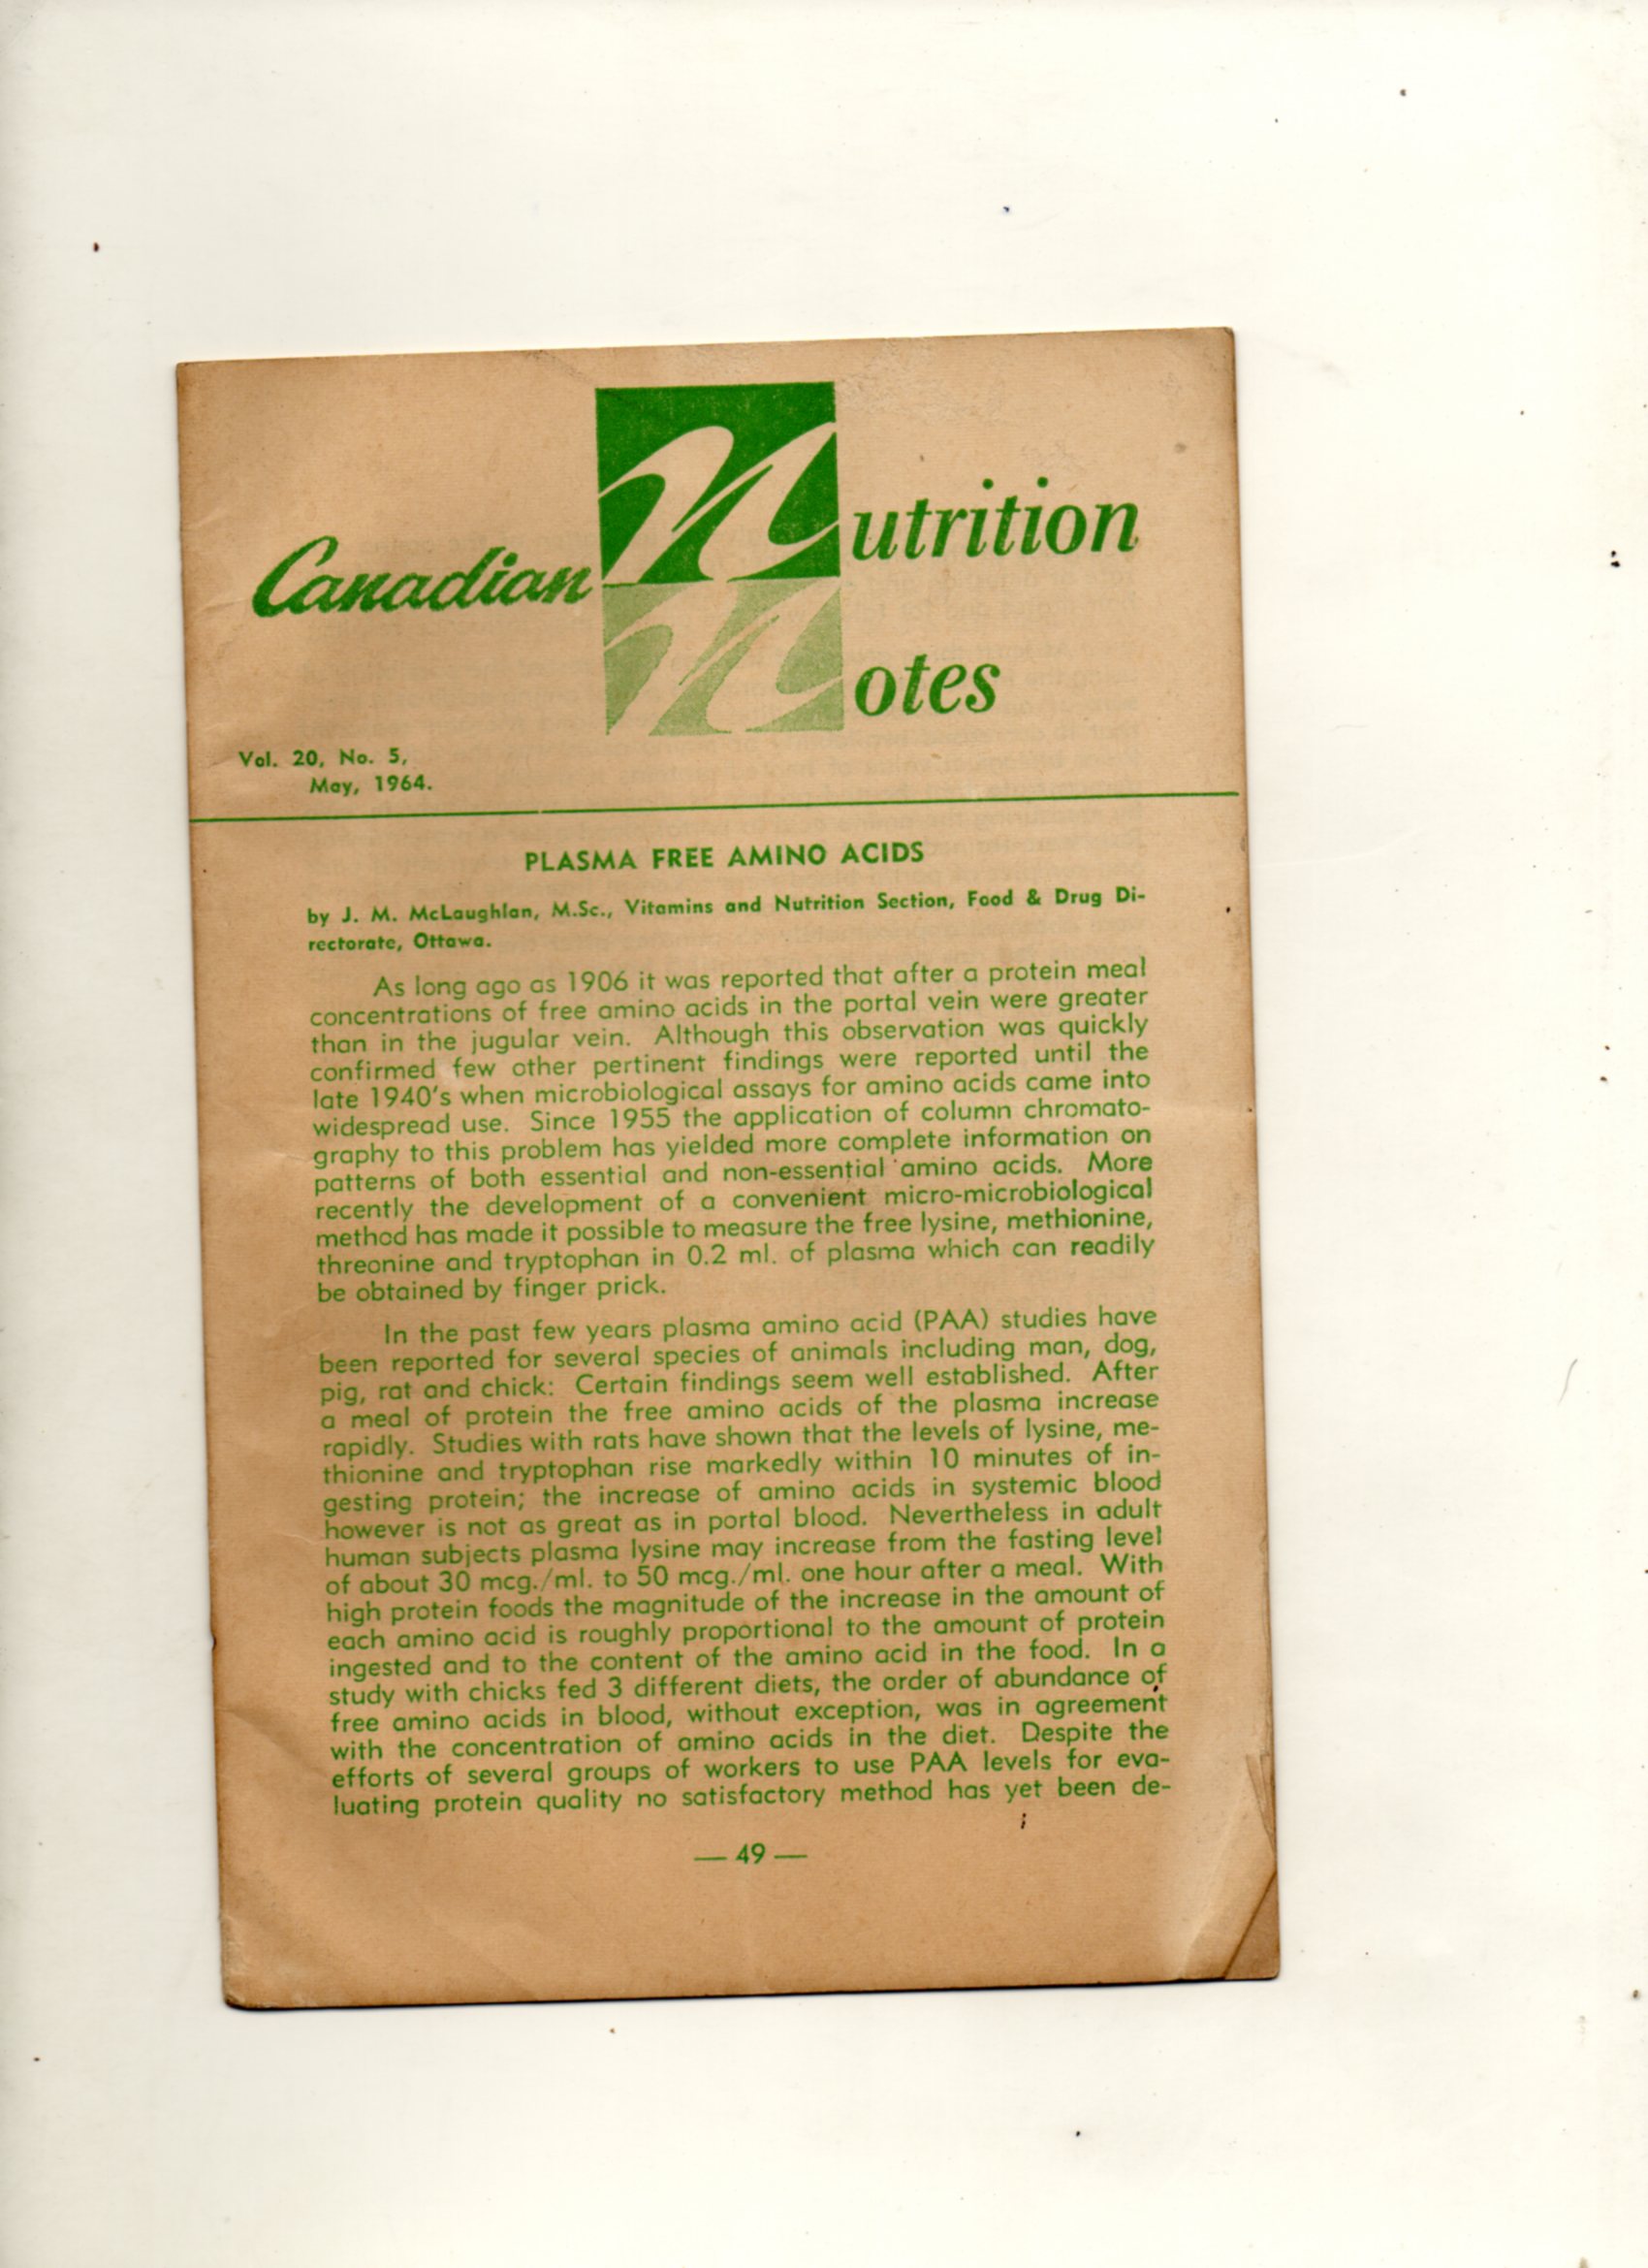 Canadian Nutrition
Notes
Vol. 20, No. 5,
May, 1964.
PLASMA FREE AMINO ACIDS
by J. M. McLaughlan, M.Sc., Vitamins and Nutrition Section, Food & Drug Di-
rectorate, Ottawa.
As long ago as 1906 it was reported that after a protein meal
concentrations of free amino acids in the portal vein were greater
than in the jugular vein. Although this observation was quickly
confirmed few other pertinent findings were reported until the
late 1940's when microbiological assays for amino acids came into
widespread use. Since 1955 the application of column chromato-
graphy to this problem has yielded more complete information on
patterns of both essential and non-essential amino acids. More
recently the development of a convenient micro-microbiological
method has made it possible to measure the free lysine, methionine,
threonine and tryptophan in 0.2 ml. of plasma which can readily
be obtained by finger prick.
In the past few years plasma amino acid (PAA) studies have
been reported for several species of animals including man, dog,
pig, rat and chick: Certain findings seem well established. After
a meal of protein the free amino acids of the plasma increase
rapidly. Studies with rats have shown that the levels of lysine, me-
thionine and tryptophan rise markedly within 10 minutes of in-
gesting protein; the increase of amino acids in systemic blood
however is not as great as in portal blood. Nevertheless in adult
human subjects plasma lysine may increase from the fasting level
of about 30 mcg./ml. to 50 mcg./ml. one hour after a meal. With
high protein foods the magnitude of the increase in the amount of
each amino acid is roughly proportional to the amount of protein
ingested and to the content of the amino acid in the food. In a
study with chicks fed 3 different diets, the order of abundance of
free amino acids in blood, without exception, was in agreement
with the concentration of amino acids in the diet. Despite the
efforts of several groups of workers to use PAA levels for eva-
luating protein quality no satisfactory method has yet been de-
— 49 —